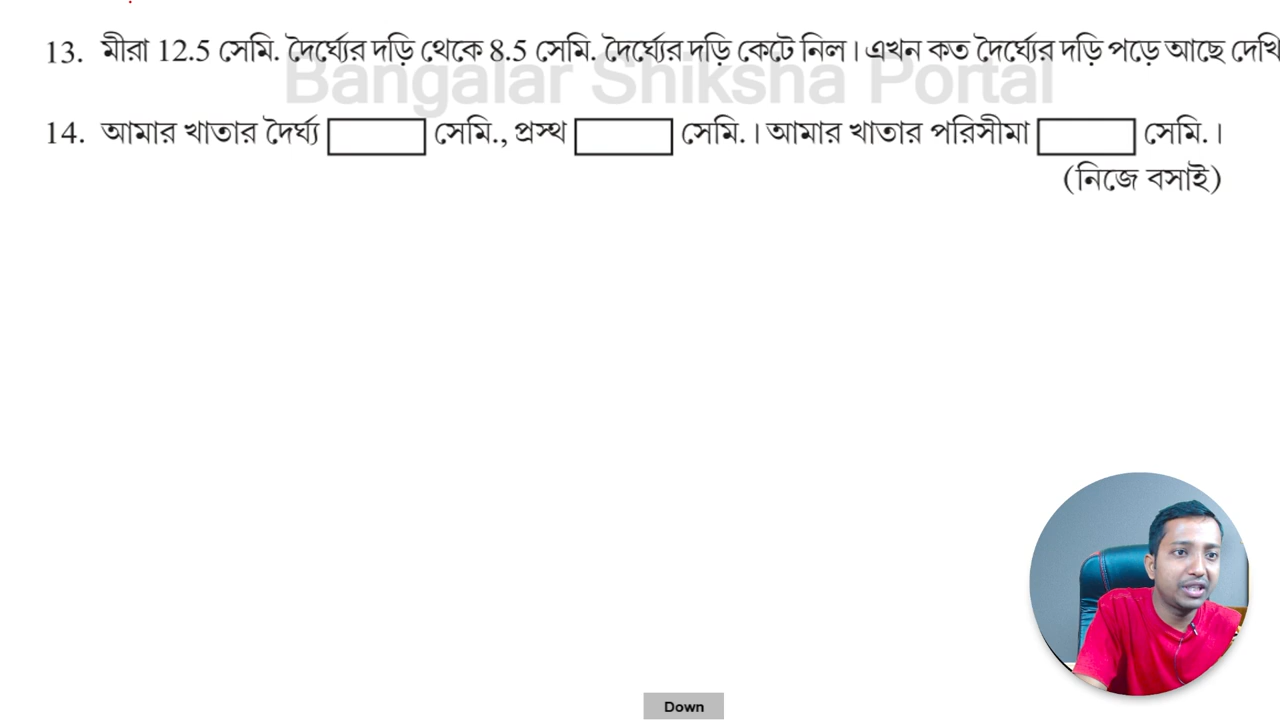 13. মীরা 12.5 সেমি. দৈর্ঘ্যের দড়ি থেকে 8.5 সেমি. দৈর্ঘ্যের দড়ি কেটে নিল। এখন কত দৈর্ঘ্যের দড়ি পড়ে আছে দেখি
Bangalar Shiksha Portal
14. আমার খাতার দৈর্ঘ্য সেমি., প্রস্থ সেমি.। আমার খাতার পরিসীমা সেমি.।
(নিজে বসাই)
Down